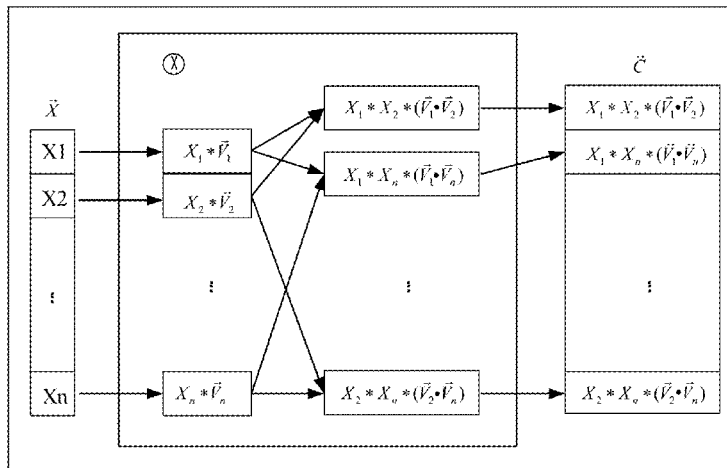 Ⓧ
X⃗
C̈
X1
X₁ * V⃗₁
X₁ * X₂ * (V⃗₁•V⃗₂)
X₁ * X₂ * (V̈₁•V⃗₂)
X2
X₂ * V̈₂
X₁ * Xₙ * (V⃗₁•V⃗ₙ)
X₁ * Xₙ * (V̈₁•V̈ₙ)
⋮
⋮
⋮
⋮
Xn
Xₙ * V⃗ₙ
X₂ * Xₙ * (V⃗₂•V⃗ₙ)
X₂ * Xₙ * (V⃗₂•V⃗ₙ)